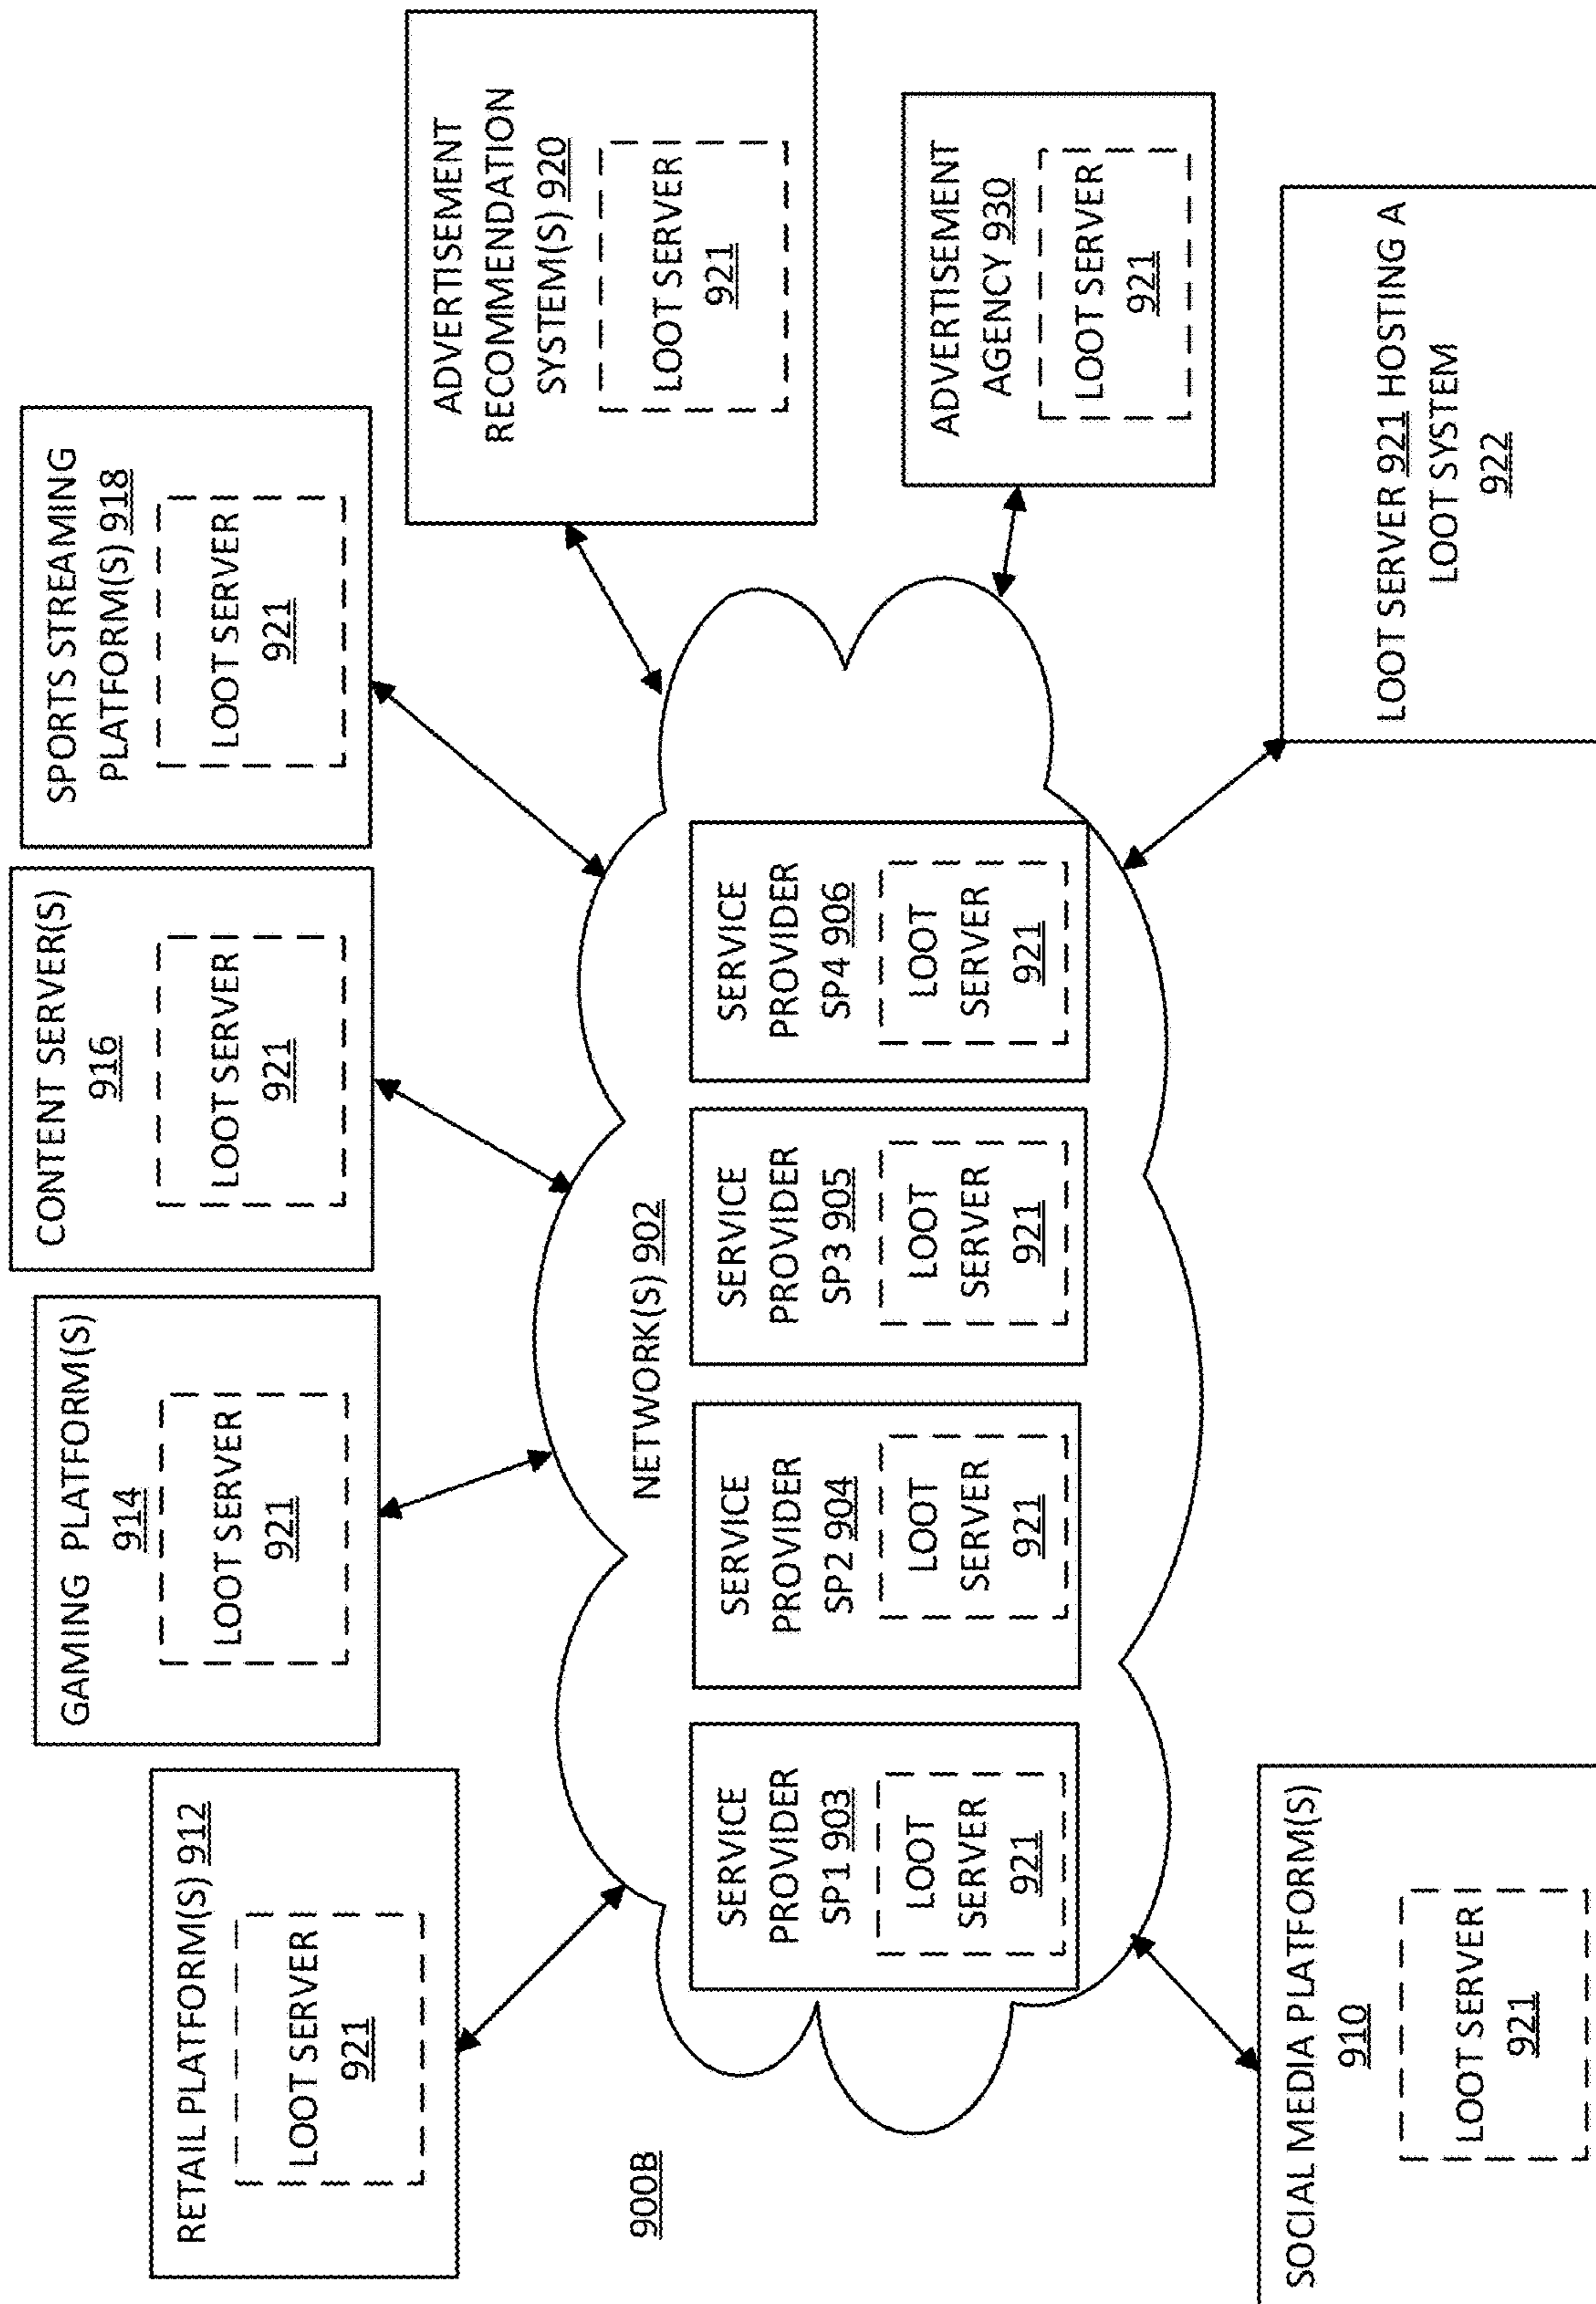 RETAIL PLATFORM(S) 912
LOOT SERVER
921
GAMING PLATFORM(S)
914
LOOT SERVER
921
CONTENT SERVER(S)
916
LOOT SERVER
921
SPORTS STREAMING
PLATFORM(S) 918
LOOT SERVER
921
ADVERTISEMENT
RECOMMENDATION
SYSTEM(S) 920
LOOT SERVER
921
900B
NETWORK(S) 902
SERVICE
PROVIDER
SP1 903
LOOT
SERVER
921
SERVICE
PROVIDER
SP2 904
LOOT
SERVER
921
SERVICE
PROVIDER
SP3 905
LOOT
SERVER
921
SERVICE
PROVIDER
SP4 906
LOOT
SERVER
921
ADVERTISEMENT
AGENCY 930
LOOT SERVER
921
SOCIAL MEDIA PLATFORM(S)
910
LOOT SERVER
921
LOOT SERVER 921 HOSTING A
LOOT SYSTEM
922